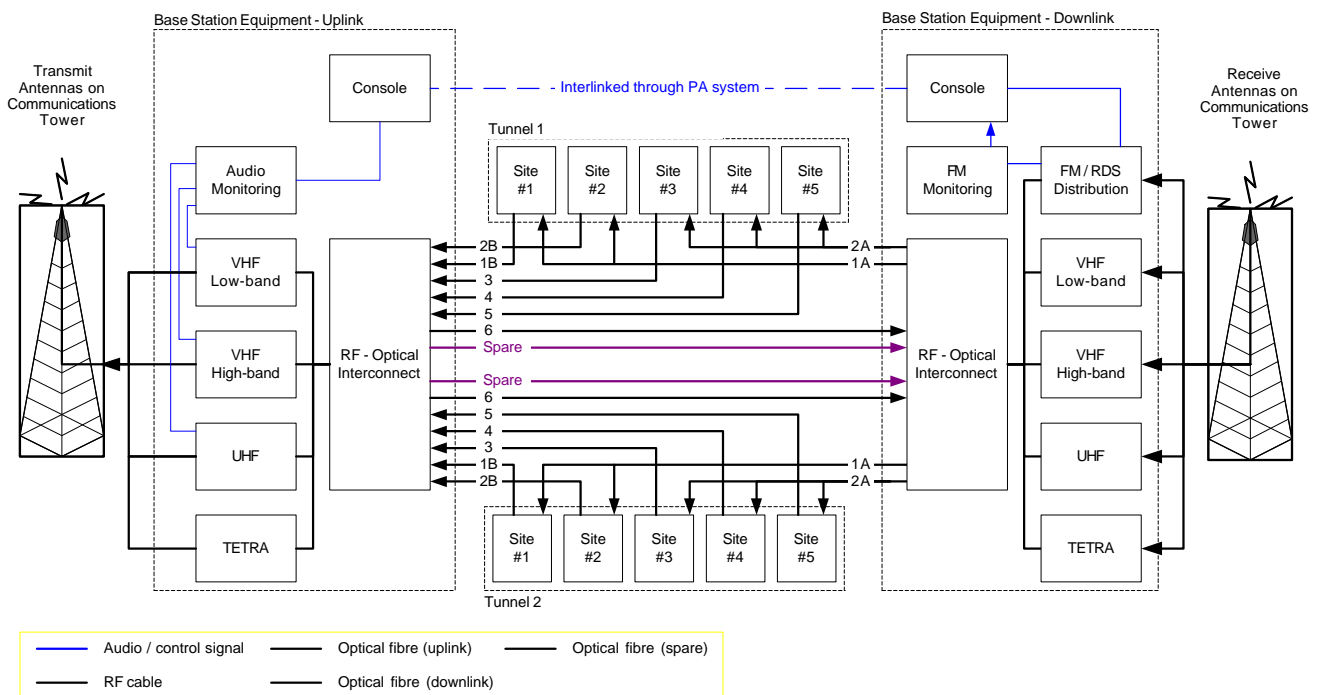 Base Station Equipment - Uplink
Base Station Equipment - Downlink
Transmit
Antennas on
Communications
Tower
Console
Interlinked through PA system
Console
Receive
Antennas on
Communications
Tower
Tunnel 1
Audio
Monitoring
Site
#1
Site
#2
Site
#3
Site
#4
Site
#5
FM
Monitoring
FM / RDS
Distribution
VHF
Low-band
2B
1B
3
4
5
6
Spare
Spare
6
5
4
3
1B
2B
2A
1A
1A
2A
VHF
Low-band
VHF
High-band
RF - Optical
Interconnect
RF - Optical
Interconnect
VHF
High-band
UHF
UHF
TETRA
Site
#1
Site
#2
Site
#3
Site
#4
Site
#5
TETRA
Tunnel 2
Audio / control signal
Optical fibre (uplink)
Optical fibre (spare)
RF cable
Optical fibre (downlink)